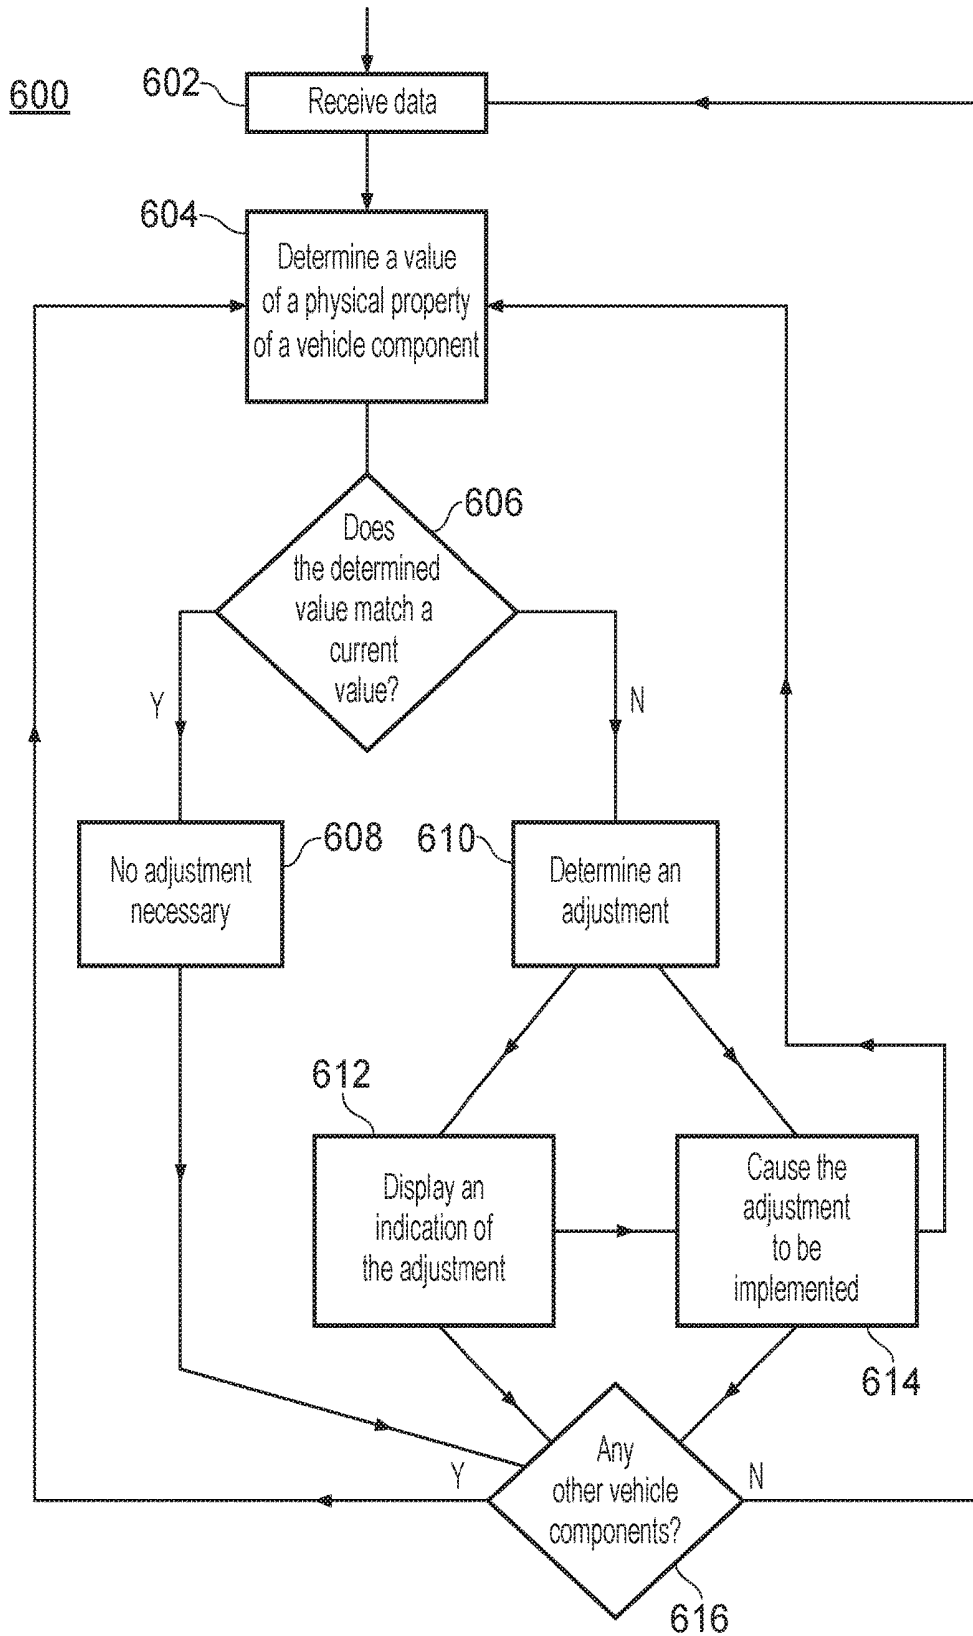 600
602
Receive data
604
Determine a value
of a physical property
of a vehicle component
606
Does
the determined
value match a
current
value?
Y
N
608
No adjustment
necessary
610
Determine an
adjustment
612
Display an
indication of
the adjustment
Cause the
adjustment
to be
implemented
614
Any
other vehicle
components?
Y
N
616